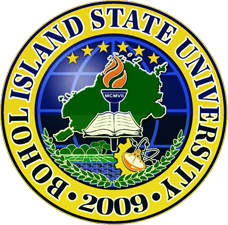 BOHOL ISLAND STATE UNIVERSITY
MCMVII
2009